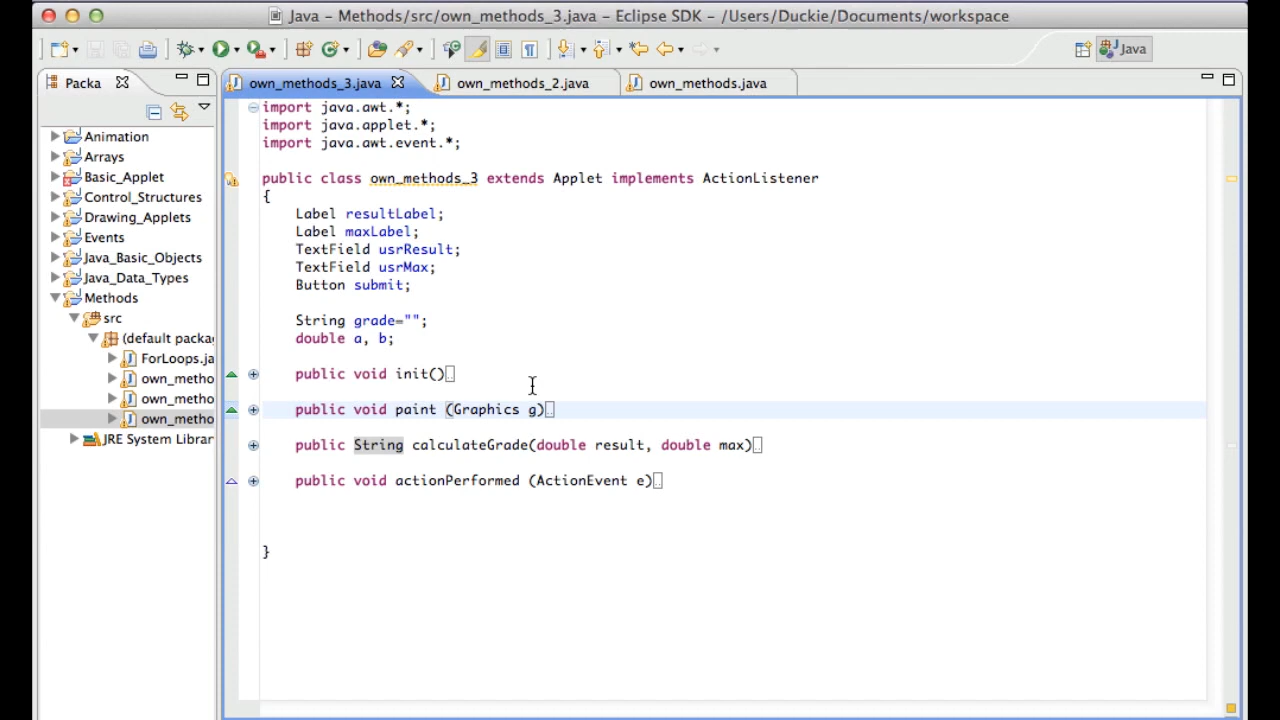 Java - Methods/src/own_methods_3.java - Eclipse SDK - /Users/Duckie/Documents/workspace
Java
Packa
own_methods_3.java
own_methods_2.java
own_methods.java
Animation
Arrays
Basic_Applet
Control_Structures
Drawing_Applets
Events
Java_Basic_Objects
Java_Data_Types
Methods
src
(default packag
ForLoops.ja
own_metho
own_metho
own_metho
JRE System Librar
import java.awt.*;
import java.applet.*;
import java.awt.event.*;
public class own_methods_3 extends Applet implements ActionListener
{
Label resultLabel;
Label maxLabel;
TextField usrResult;
TextField usrMax;
Button submit;
String grade="";
double a, b;
public void init()
public void paint (Graphics g)
public String calculateGrade(double result, double max)
public void actionPerformed (ActionEvent e)
}